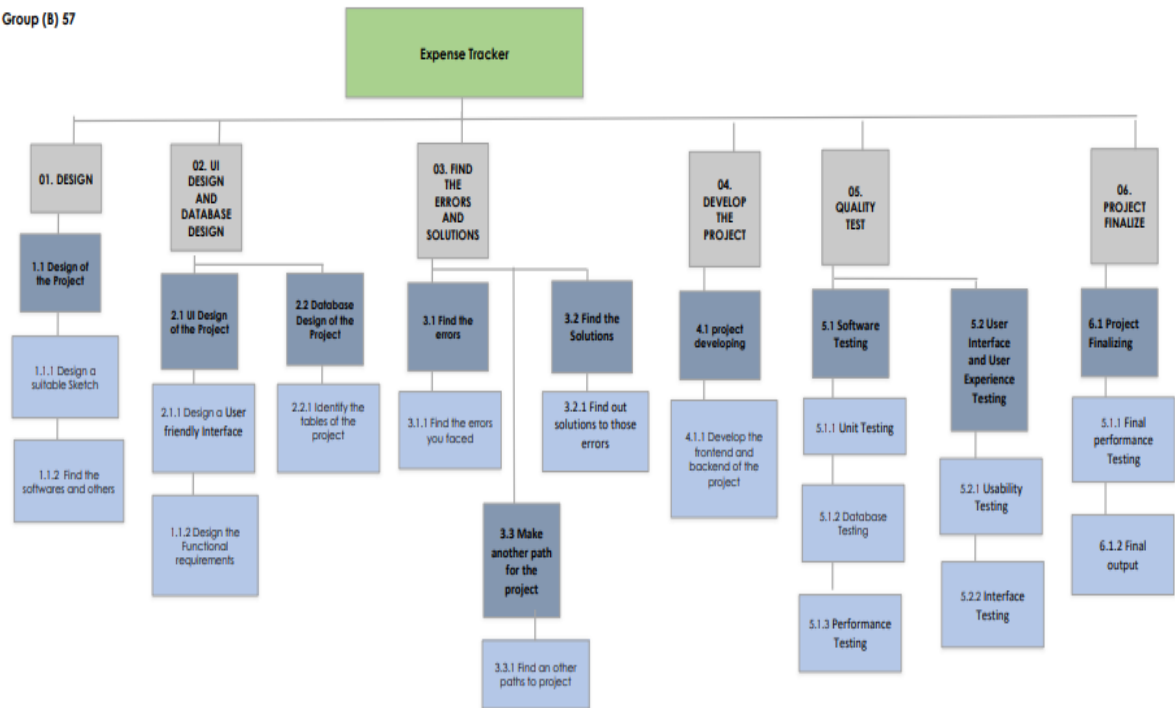 Group (B) 57
Expense Tracker
01. DESIGN
02. UI
DESIGN
AND
DATABASE
DESIGN
03. FIND
THE
ERRORS
AND
SOLUTIONS
04.
DEVELOP
THE
PROJECT
05.
QUALITY
TEST
06.
PROJECT
FINALIZE
1.1 Design of
the Project
2.1 UI Design
of the Project
2.2 Database
Design of the
Project
3.1 Find the
errors
3.2 Find the
Solutions
4.1 project
developing
5.1 Software
Testing
5.2 User
Interface
and User
Experience
Testing
6.1 Project
Finalizing
1.1.1 Design a
suitable Sketch
2.1.1 Design a User
friendly Interface
2.2.1 Identify the
tables of the
project
3.1.1 Find the errors
you faced
3.2.1 Find out
solutions to those
errors
4.1.1 Develop the
frontend and
backend of the
project
5.1.1 Unit Testing
5.1.1 Final
performance
Testing
1.1.2 Find the
softwares and others
1.1.2 Design the
Functional
requirements
3.3 Make
another path
for the
project
5.1.2 Database
Testing
5.2.1 Usability
Testing
6.1.2 Final
output
5.2.2 Interface
Testing
5.1.3 Performance
Testing
3.3.1 Find an other
paths to project